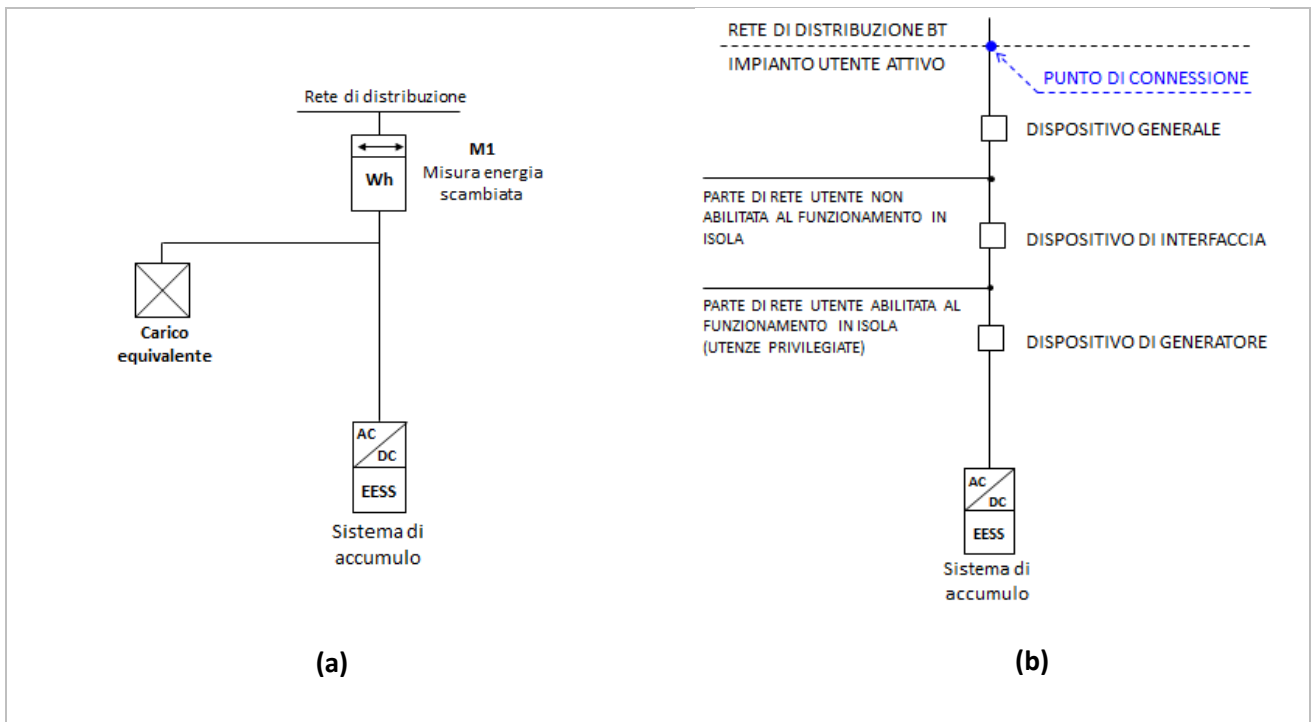 Rete di distribuzione
M1
Misura energia
scambiata
Wh
Carico
equivalente
AC
DC
EESS
Sistema di
accumulo
(a)
RETE DI DISTRIBUZIONE BT
IMPIANTO UTENTE ATTIVO
PUNTO DI CONNESSIONE
DISPOSITIVO GENERALE
PARTE DI RETE UTENTE NON
ABILITATA AL FUNZIONAMENTO IN
ISOLA
DISPOSITIVO DI INTERFACCIA
PARTE DI RETE UTENTE ABILITATA AL
FUNZIONAMENTO IN ISOLA
(UTENZE PRIVILEGIATE)
DISPOSITIVO DI GENERATORE
AC
DC
EESS
Sistema di
accumulo
(b)